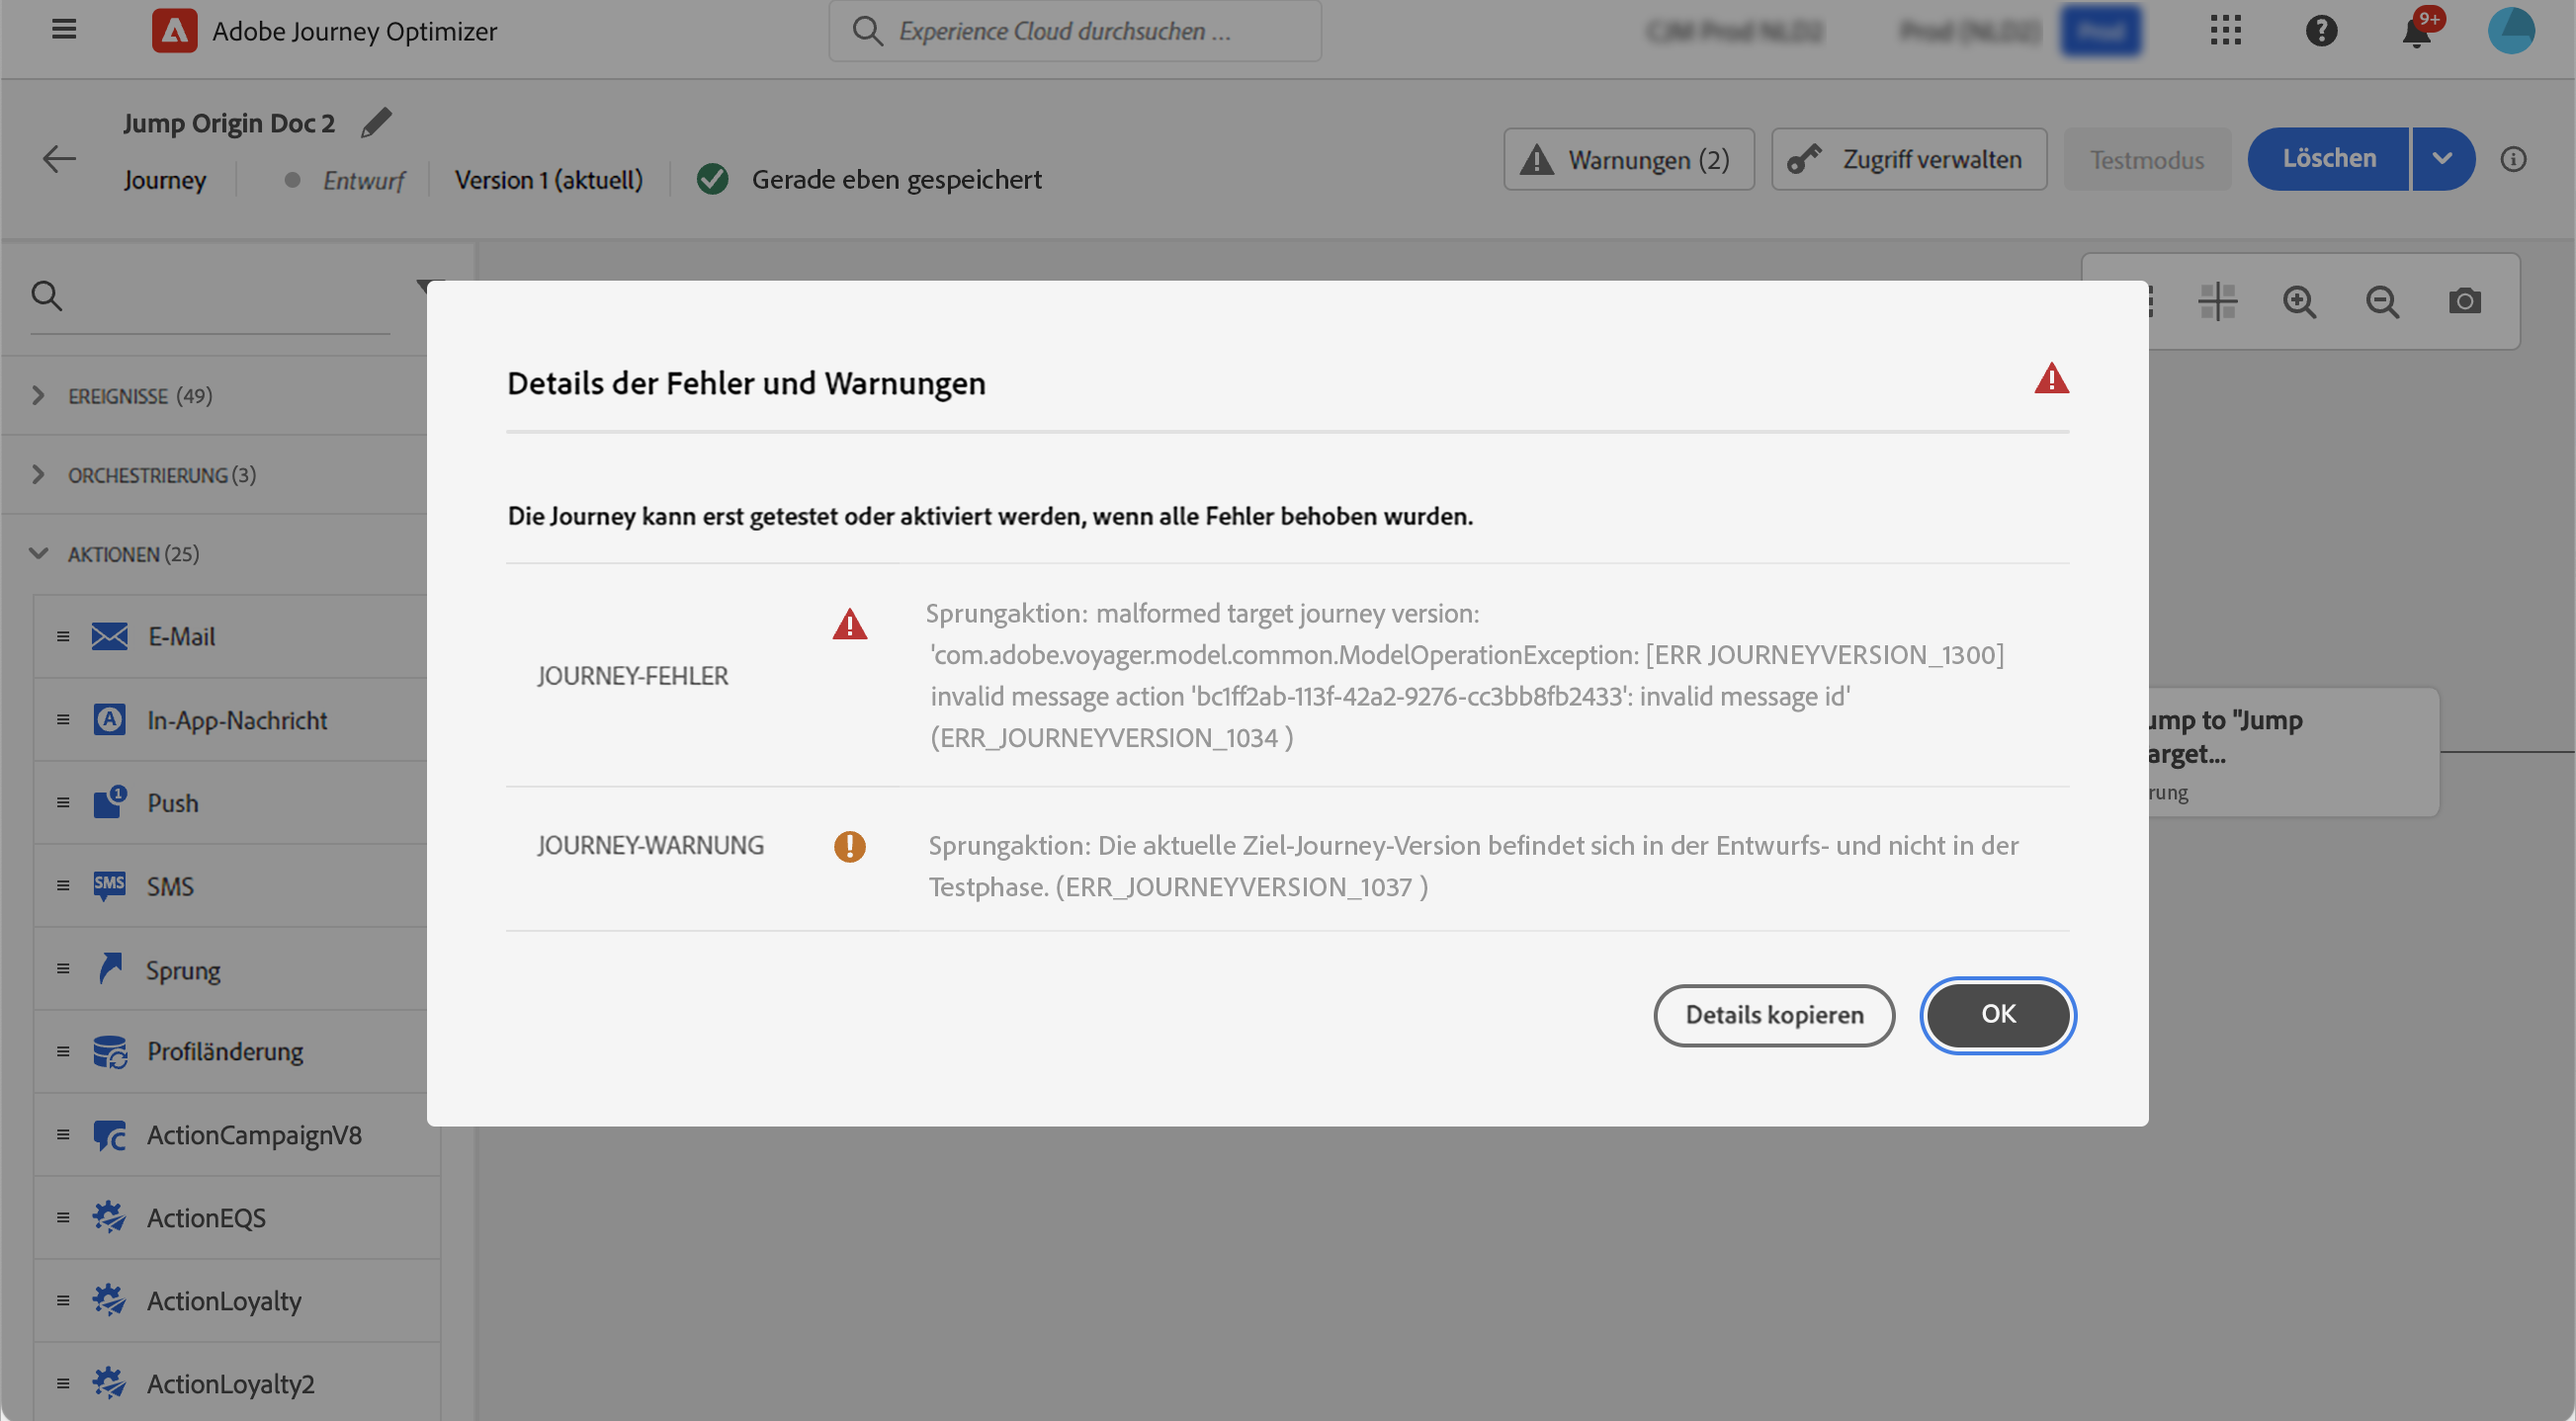 Adobe Journey Optimizer
Experience Cloud durchsuchen ...
9+
Jump Origin Doc 2
Journey
Entwurf
Version 1 (aktuell)
Gerade eben gespeichert
Warnungen (2)
Zugriff verwalten
Testmodus
Löschen
EREIGNISSE (49)
ORCHESTRIERUNG (3)
AKTIONEN (25)
E-Mail
In-App-Nachricht
Push
SMS
SMS
Sprung
Profiländerung
ActionCampaignV8
ActionEQS
ActionLoyalty
ActionLoyalty2
Details der Fehler und Warnungen
Die Journey kann erst getestet oder aktiviert werden, wenn alle Fehler behoben wurden.
JOURNEY-FEHLER
Sprungaktion: malformed target journey version:
'com.adobe.voyager.model.common.ModelOperationException: [ERR JOURNEYVERSION_1300]
invalid message action 'bc1ff2ab-113f-42a2-9276-cc3bb8fb2433': invalid message id'
(ERR_JOURNEYVERSION_1034 )
JOURNEY-WARNUNG
Sprungaktion: Die aktuelle Ziel-Journey-Version befindet sich in der Entwurfs- und nicht in der
Testphase. (ERR_JOURNEYVERSION_1037 )
Details kopieren
OK
ump to "Jump
arget...
rung